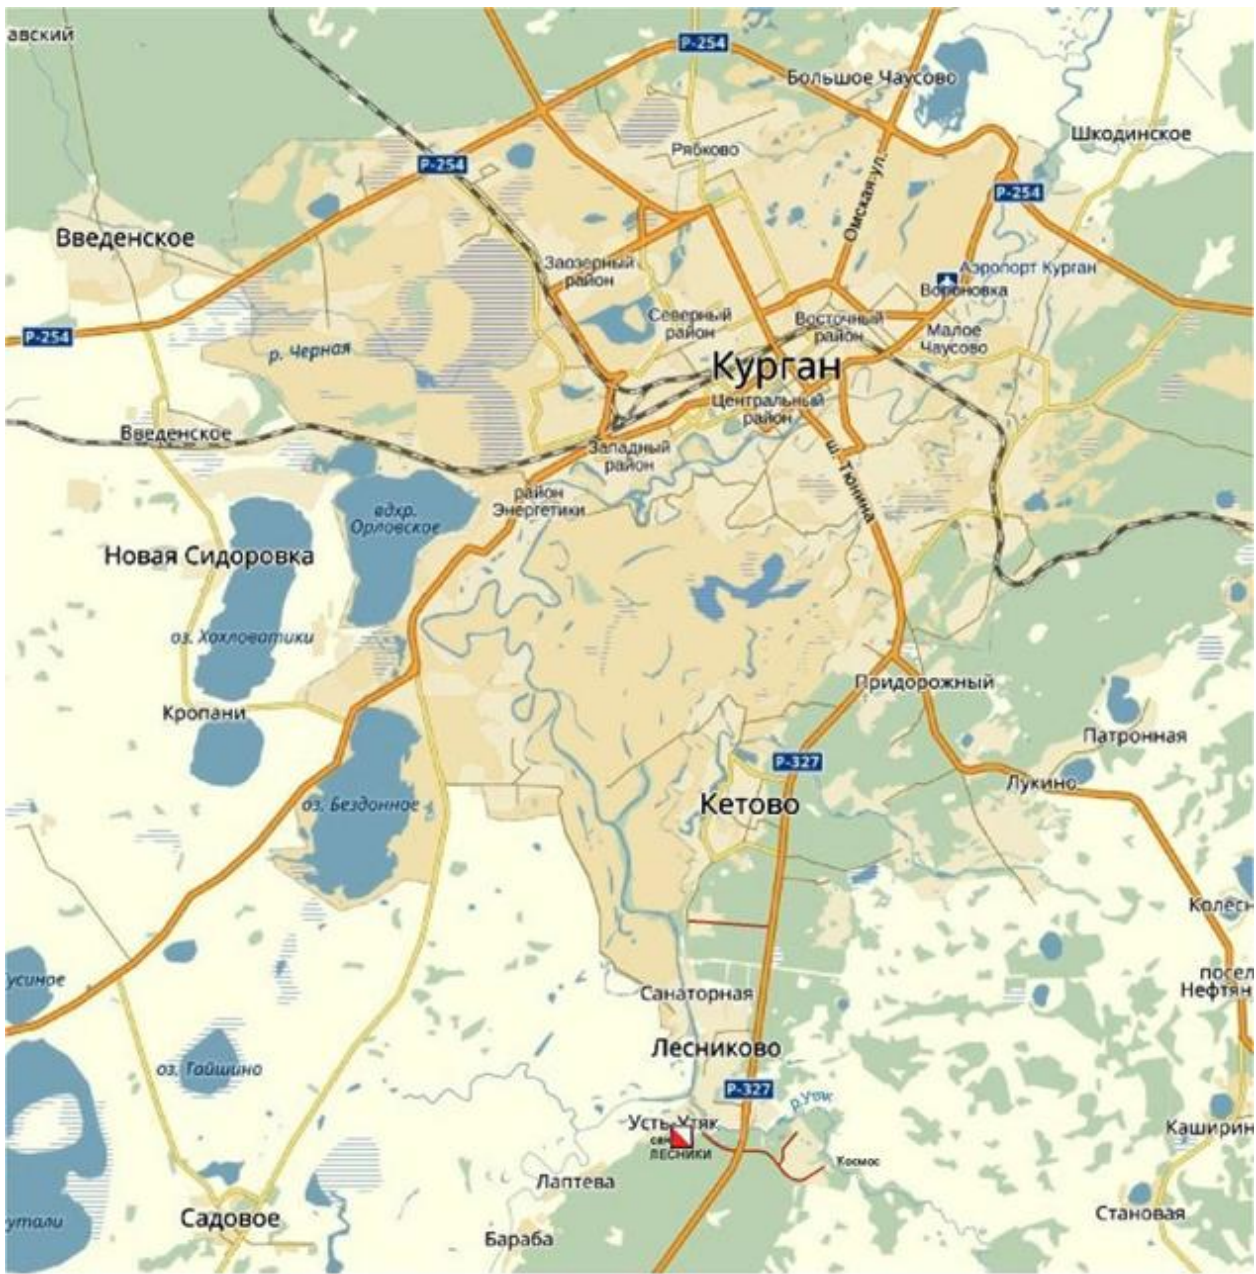 авский
Р-254
Большое Чаусово
Шкодинское
Рябково
Р-254
Омская ул.
Р-254
Введенское
Заозерный
район
Аэропорт Курган
Вороновка
Северный
район
Восточный
район
Малое
Чаусово
Р-254
р. Черная
Курган
Центральный
район
Введенское
Западный
район
ш. Тюнина
район
Энергетики
вдхр.
Орловское
Новая Сидоровка
оз. Хохловатики
Придорожный
Кропани
Патронная
Р-327
Лукино
оз. Бездонное
Кетово
Колесн
усиное
посел
Нефтян
Санаторная
Лесниково
оз. Гайшино
Р-327
р.Утяк
Усть-Утяк
ЛЕСНИКИ
Каширин
Космос
Лаптева
утали
Садовое
Становая
Бараба